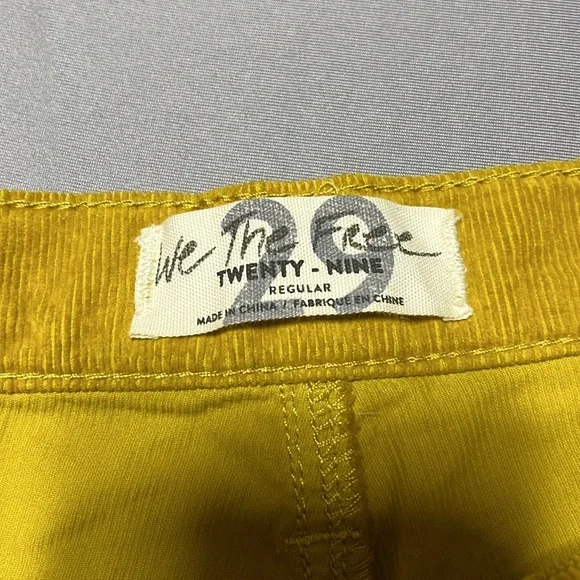 29
We The Free
TWENTY - NINE
REGULAR
MADE IN CHINA / FABRIQUE EN CHINE